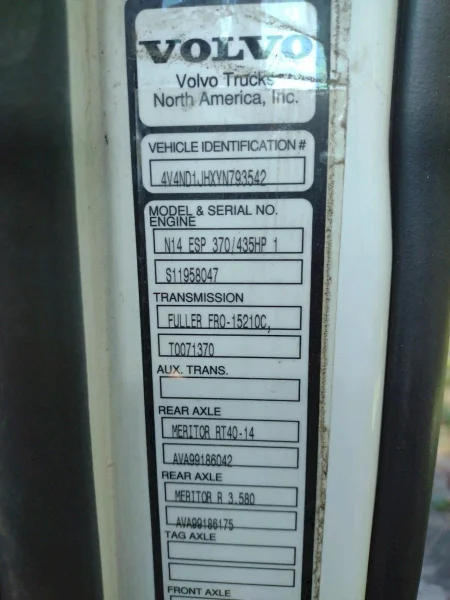 VOLVO
Volvo Trucks
North America, Inc.
VEHICLE IDENTIFICATION #
4V4ND1JHXYN793542
MODEL & SERIAL NO.
ENGINE
N14 ESP 370/435HP 1
S11958047
TRANSMISSION
FULLER FRO-15210C,
T0071370
AUX. TRANS.
REAR AXLE
MERITOR RT40-14
AVA99186042
REAR AXLE
MERITOR R 3.580
AVA99186175
TAG AXLE
FRONT AXLE